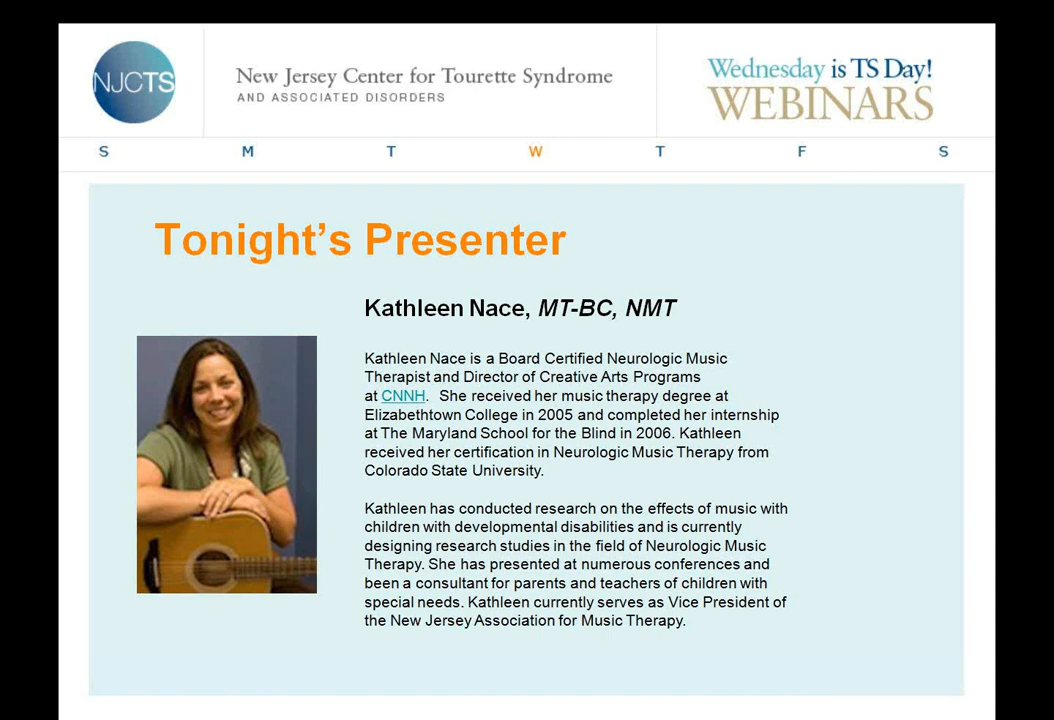 NJCTS
New Jersey Center for Tourette Syndrome
AND ASSOCIATED DISORDERS
Wednesday is TS Day!
WEBINARS
S M T W T F S
Tonight’s Presenter
Kathleen Nace, MT-BC, NMT
Kathleen Nace is a Board Certified Neurologic Music
Therapist and Director of Creative Arts Programs
at CNNH. She received her music therapy degree at
Elizabethtown College in 2005 and completed her internship
at The Maryland School for the Blind in 2006. Kathleen
received her certification in Neurologic Music Therapy from
Colorado State University.
Kathleen has conducted research on the effects of music with
children with developmental disabilities and is currently
designing research studies in the field of Neurologic Music
Therapy. She has presented at numerous conferences and
been a consultant for parents and teachers of children with
special needs. Kathleen currently serves as Vice President of
the New Jersey Association for Music Therapy.